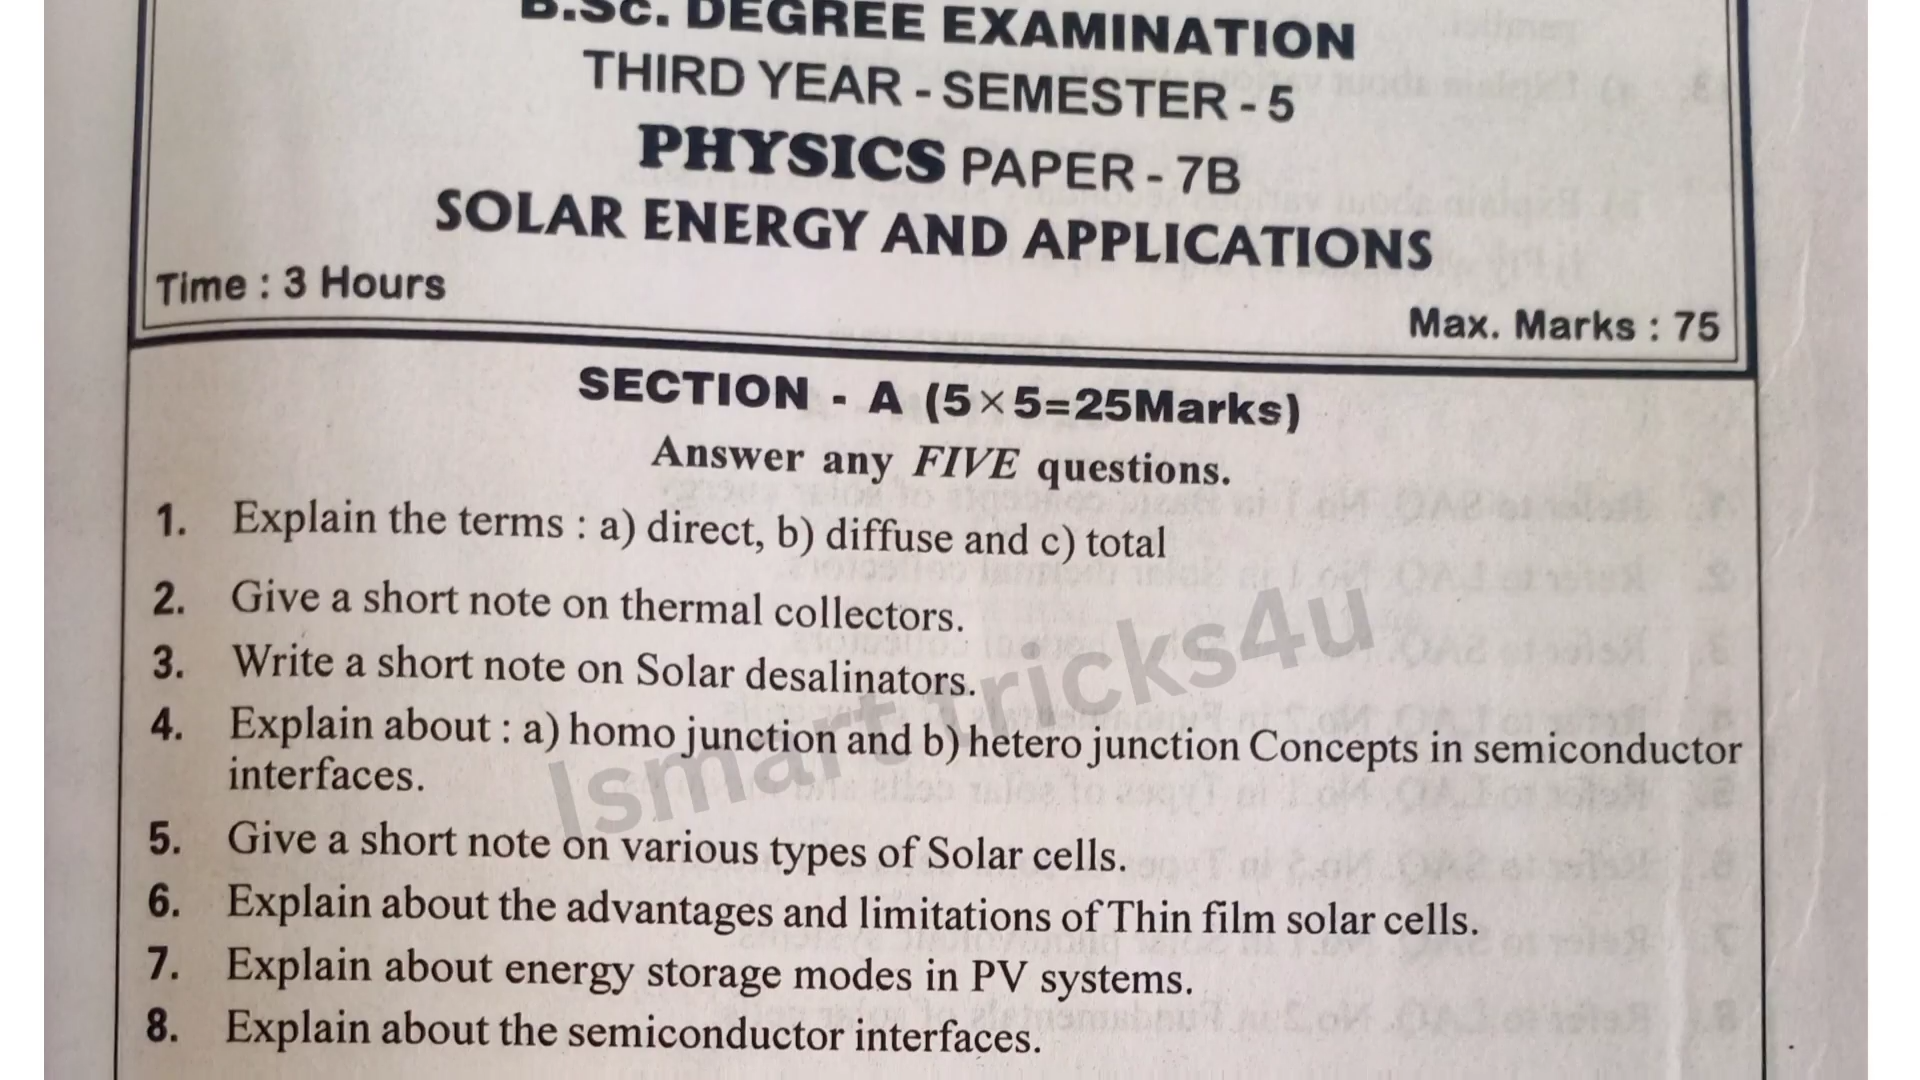 B.Sc. DEGREE EXAMINATION
THIRD YEAR - SEMESTER - 5
PHYSICS PAPER - 7B
SOLAR ENERGY AND APPLICATIONS
Time : 3 Hours
Max. Marks : 75
SECTION - A (5×5=25Marks)
Answer any FIVE questions.
1. Explain the terms : a) direct, b) diffuse and c) total
2. Give a short note on thermal collectors.
3. Write a short note on Solar desalinators.
4. Explain about : a) homo junction and b) hetero junction Concepts in semiconductor
interfaces.
5. Give a short note on various types of Solar cells.
6. Explain about the advantages and limitations of Thin film solar cells.
7. Explain about energy storage modes in PV systems.
8. Explain about the semiconductor interfaces.
Ismart tricks4u